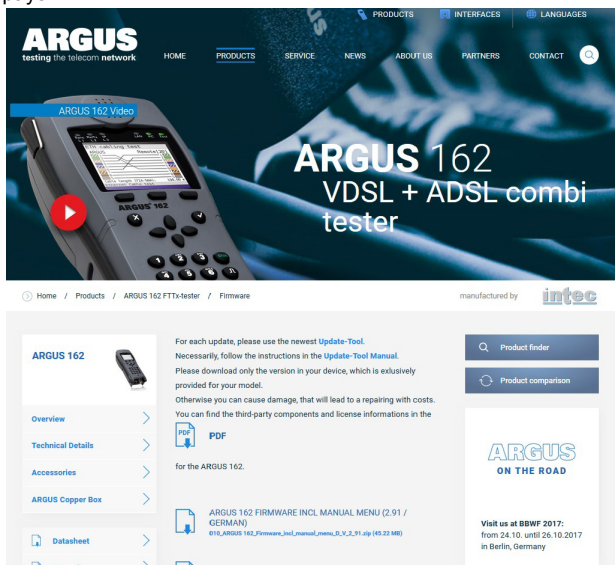 PRODUCTS INTERFACES LANGUAGES
ARGUS
testing the telecom network
HOME PRODUCTS SERVICE NEWS ABOUT US PARTNERS CONTACT
ARGUS 162 Video
ARGUS 162
VDSL + ADSL combi
tester
ARGUS 162
Home / Products / ARGUS 162 FTTx-tester / Firmware
manufactured by intec
ARGUS 162
Overview
Technical Details
Accessories
ARGUS Copper Box
Datasheet
For each update, please use the newest Update-Tool.
Necessarily, follow the instructions in the Update-Tool Manual.
Please download only the version in your device, which is exlusively
provided for your model.
Otherwise you can cause damage, that will lead to a repairing with costs.
You can find the third-party components and license informations in the
PDF PDF
for the ARGUS 162.
ARGUS 162 FIRMWARE INCL MANUAL MENU (2.91 /
GERMAN)
010_ARGUS 162_Firmware_incl_manual_menu_D_V_2_91.zip (45.22 MB)
Product finder
Product comparison
ARGUS
ON THE ROAD
Visit us at BBWF 2017:
from 24.10. until 26.10.2017
in Berlin, Germany